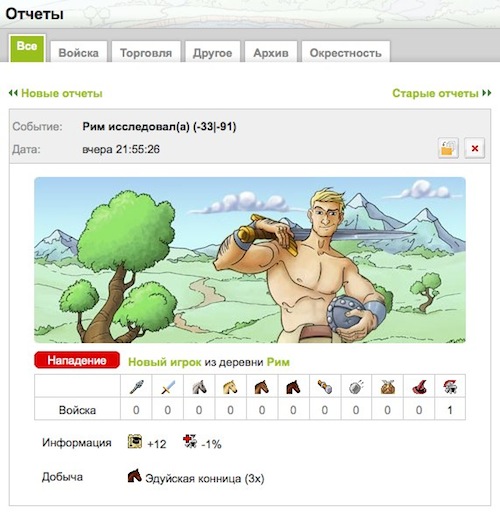 Отчеты
Все Войска Торговля Другое Архив Окрестность
Новые отчеты Старые отчеты
Событие: Рим исследовал(а) (-33|-91)
Дата: вчера 21:55:26
Нападение Новый игрок из деревни Рим
Войска 0 0 0 0 0 0 0 0 0 0 1
Информация +12 -1%
Добыча Эдуйская конница (3x)